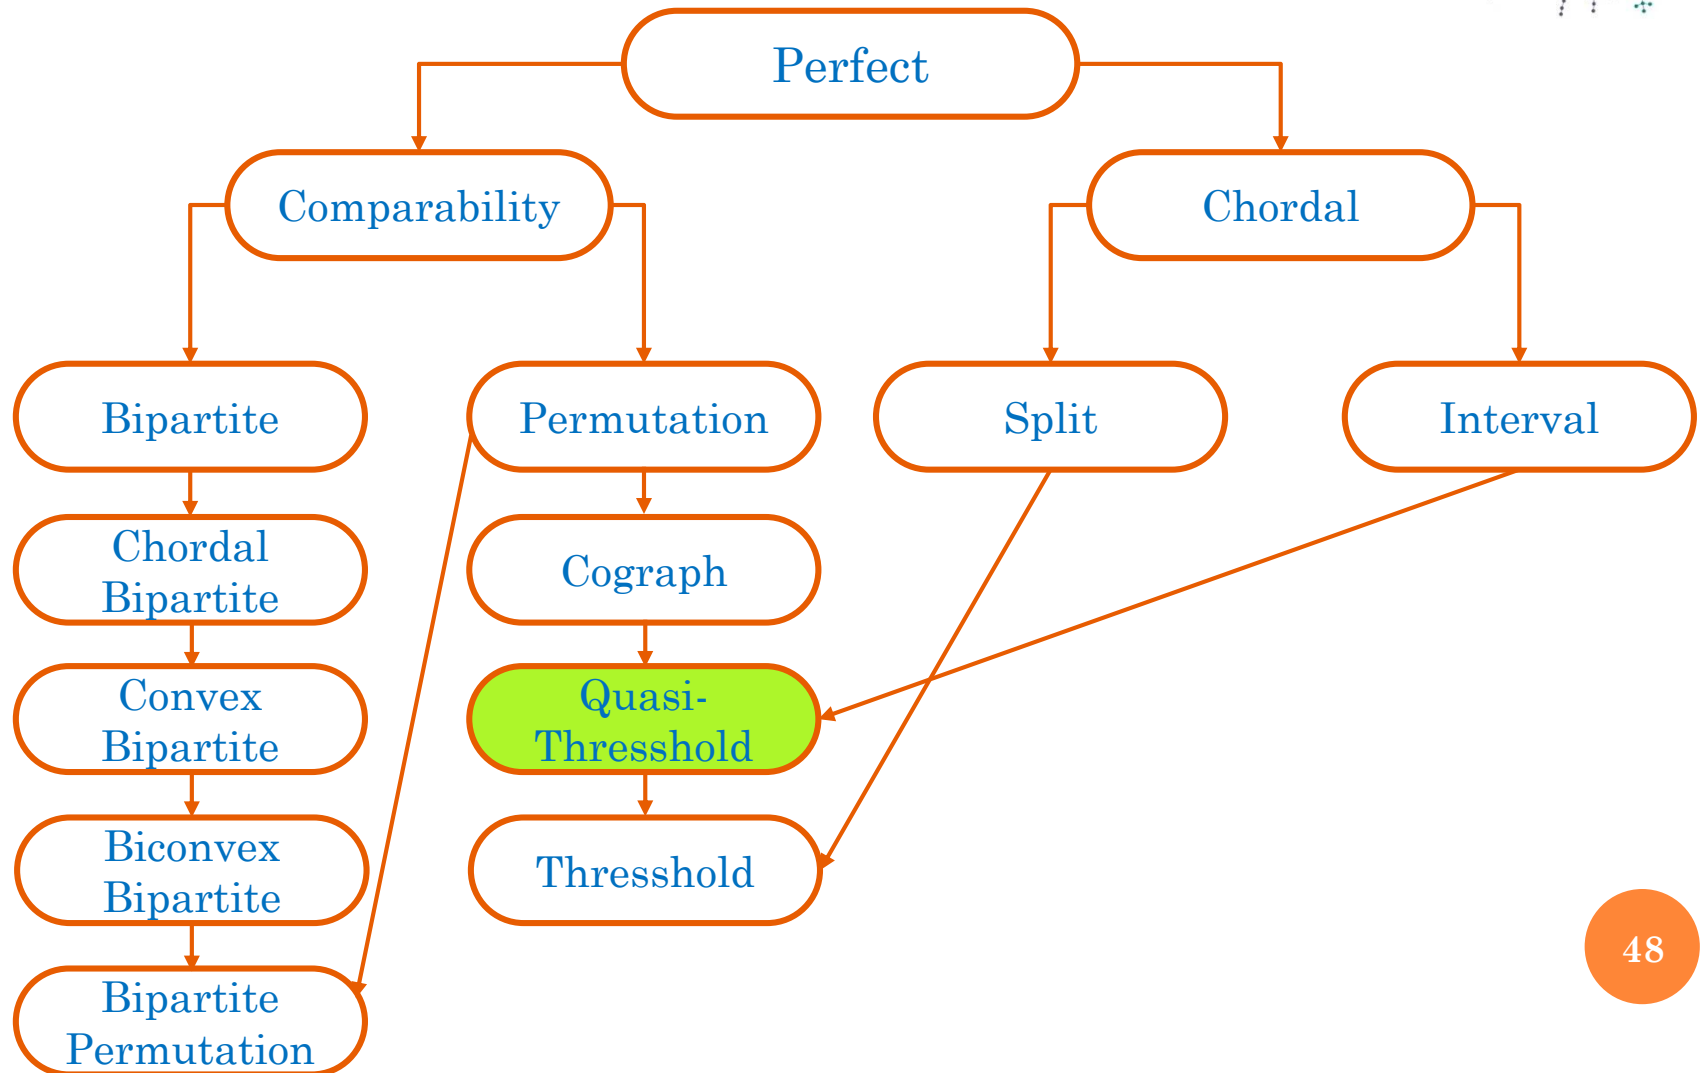 Perfect
Comparability
Chordal
Bipartite
Permutation
Split
Interval
Chordal
Bipartite
Cograph
Convex
Bipartite
Quasi-
Thresshold
Biconvex
Bipartite
Thresshold
Bipartite
Permutation
48